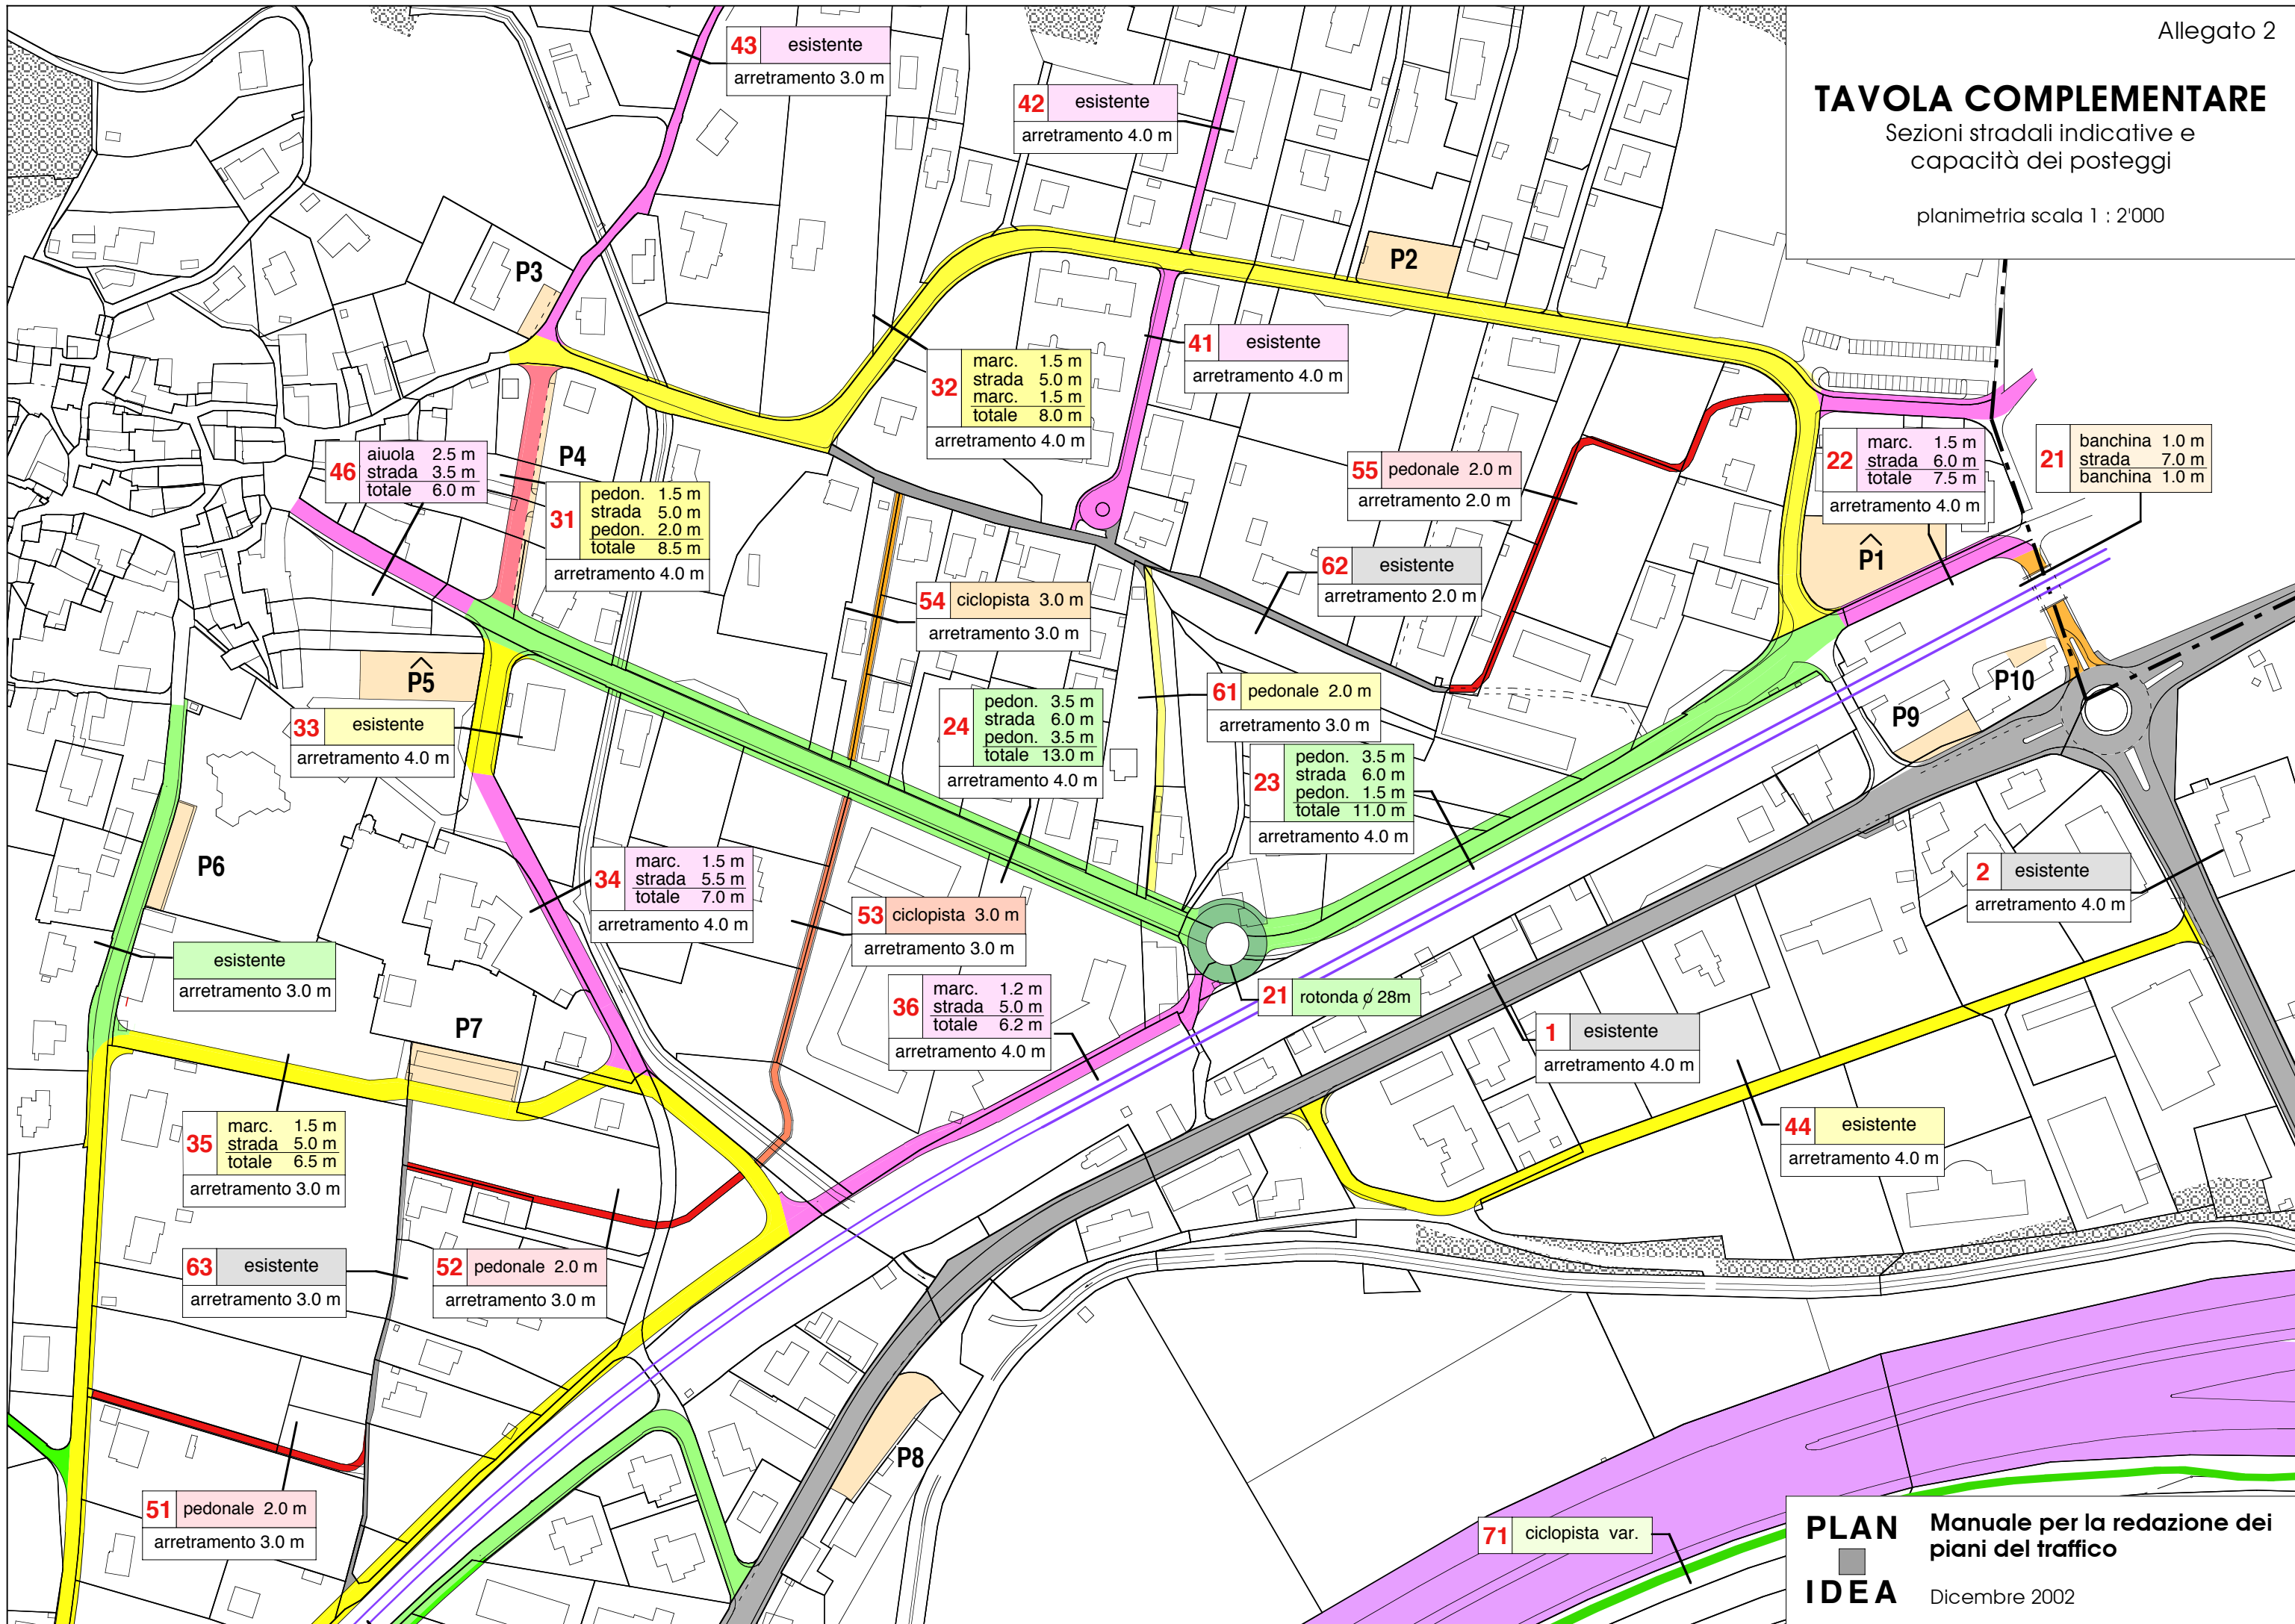 Allegato 2
TAVOLA COMPLEMENTARE
Sezioni stradali indicative e
capacità dei posteggi
planimetria scala 1 : 2'000
43 esistente
arretramento 3.0 m
42 esistente
arretramento 4.0 m
P3
P2
32
marc. 1.5 m
strada 5.0 m
marc. 1.5 m
totale 8.0 m
arretramento 4.0 m
41 esistente
arretramento 4.0 m
46
aiuola 2.5 m
strada 3.5 m
totale 6.0 m
P4
31
pedon. 1.5 m
strada 5.0 m
pedon. 2.0 m
totale 8.5 m
arretramento 4.0 m
55 pedonale 2.0 m
arretramento 2.0 m
22
marc. 1.5 m
strada 6.0 m
totale 7.5 m
arretramento 4.0 m
21
banchina 1.0 m
strada 7.0 m
banchina 1.0 m
P1
62 esistente
arretramento 2.0 m
54 ciclopista 3.0 m
arretramento 3.0 m
P5
33 esistente
arretramento 4.0 m
24
pedon. 3.5 m
strada 6.0 m
pedon. 3.5 m
totale 13.0 m
arretramento 4.0 m
61 pedonale 2.0 m
arretramento 3.0 m
23
pedon. 3.5 m
strada 6.0 m
pedon. 1.5 m
totale 11.0 m
arretramento 4.0 m
P10
P9
P6
34
marc. 1.5 m
strada 5.5 m
totale 7.0 m
arretramento 4.0 m
53 ciclopista 3.0 m
arretramento 3.0 m
2 esistente
arretramento 4.0 m
esistente
arretramento 3.0 m
36
marc. 1.2 m
strada 5.0 m
totale 6.2 m
arretramento 4.0 m
21 rotonda ø 28m
P7
1 esistente
arretramento 4.0 m
35
marc. 1.5 m
strada 5.0 m
totale 6.5 m
arretramento 3.0 m
44 esistente
arretramento 4.0 m
63 esistente
arretramento 3.0 m
52 pedonale 2.0 m
arretramento 3.0 m
P8
51 pedonale 2.0 m
arretramento 3.0 m
71 ciclopista var.
PLAN
IDEA
Manuale per la redazione dei
piani del traffico
Dicembre 2002